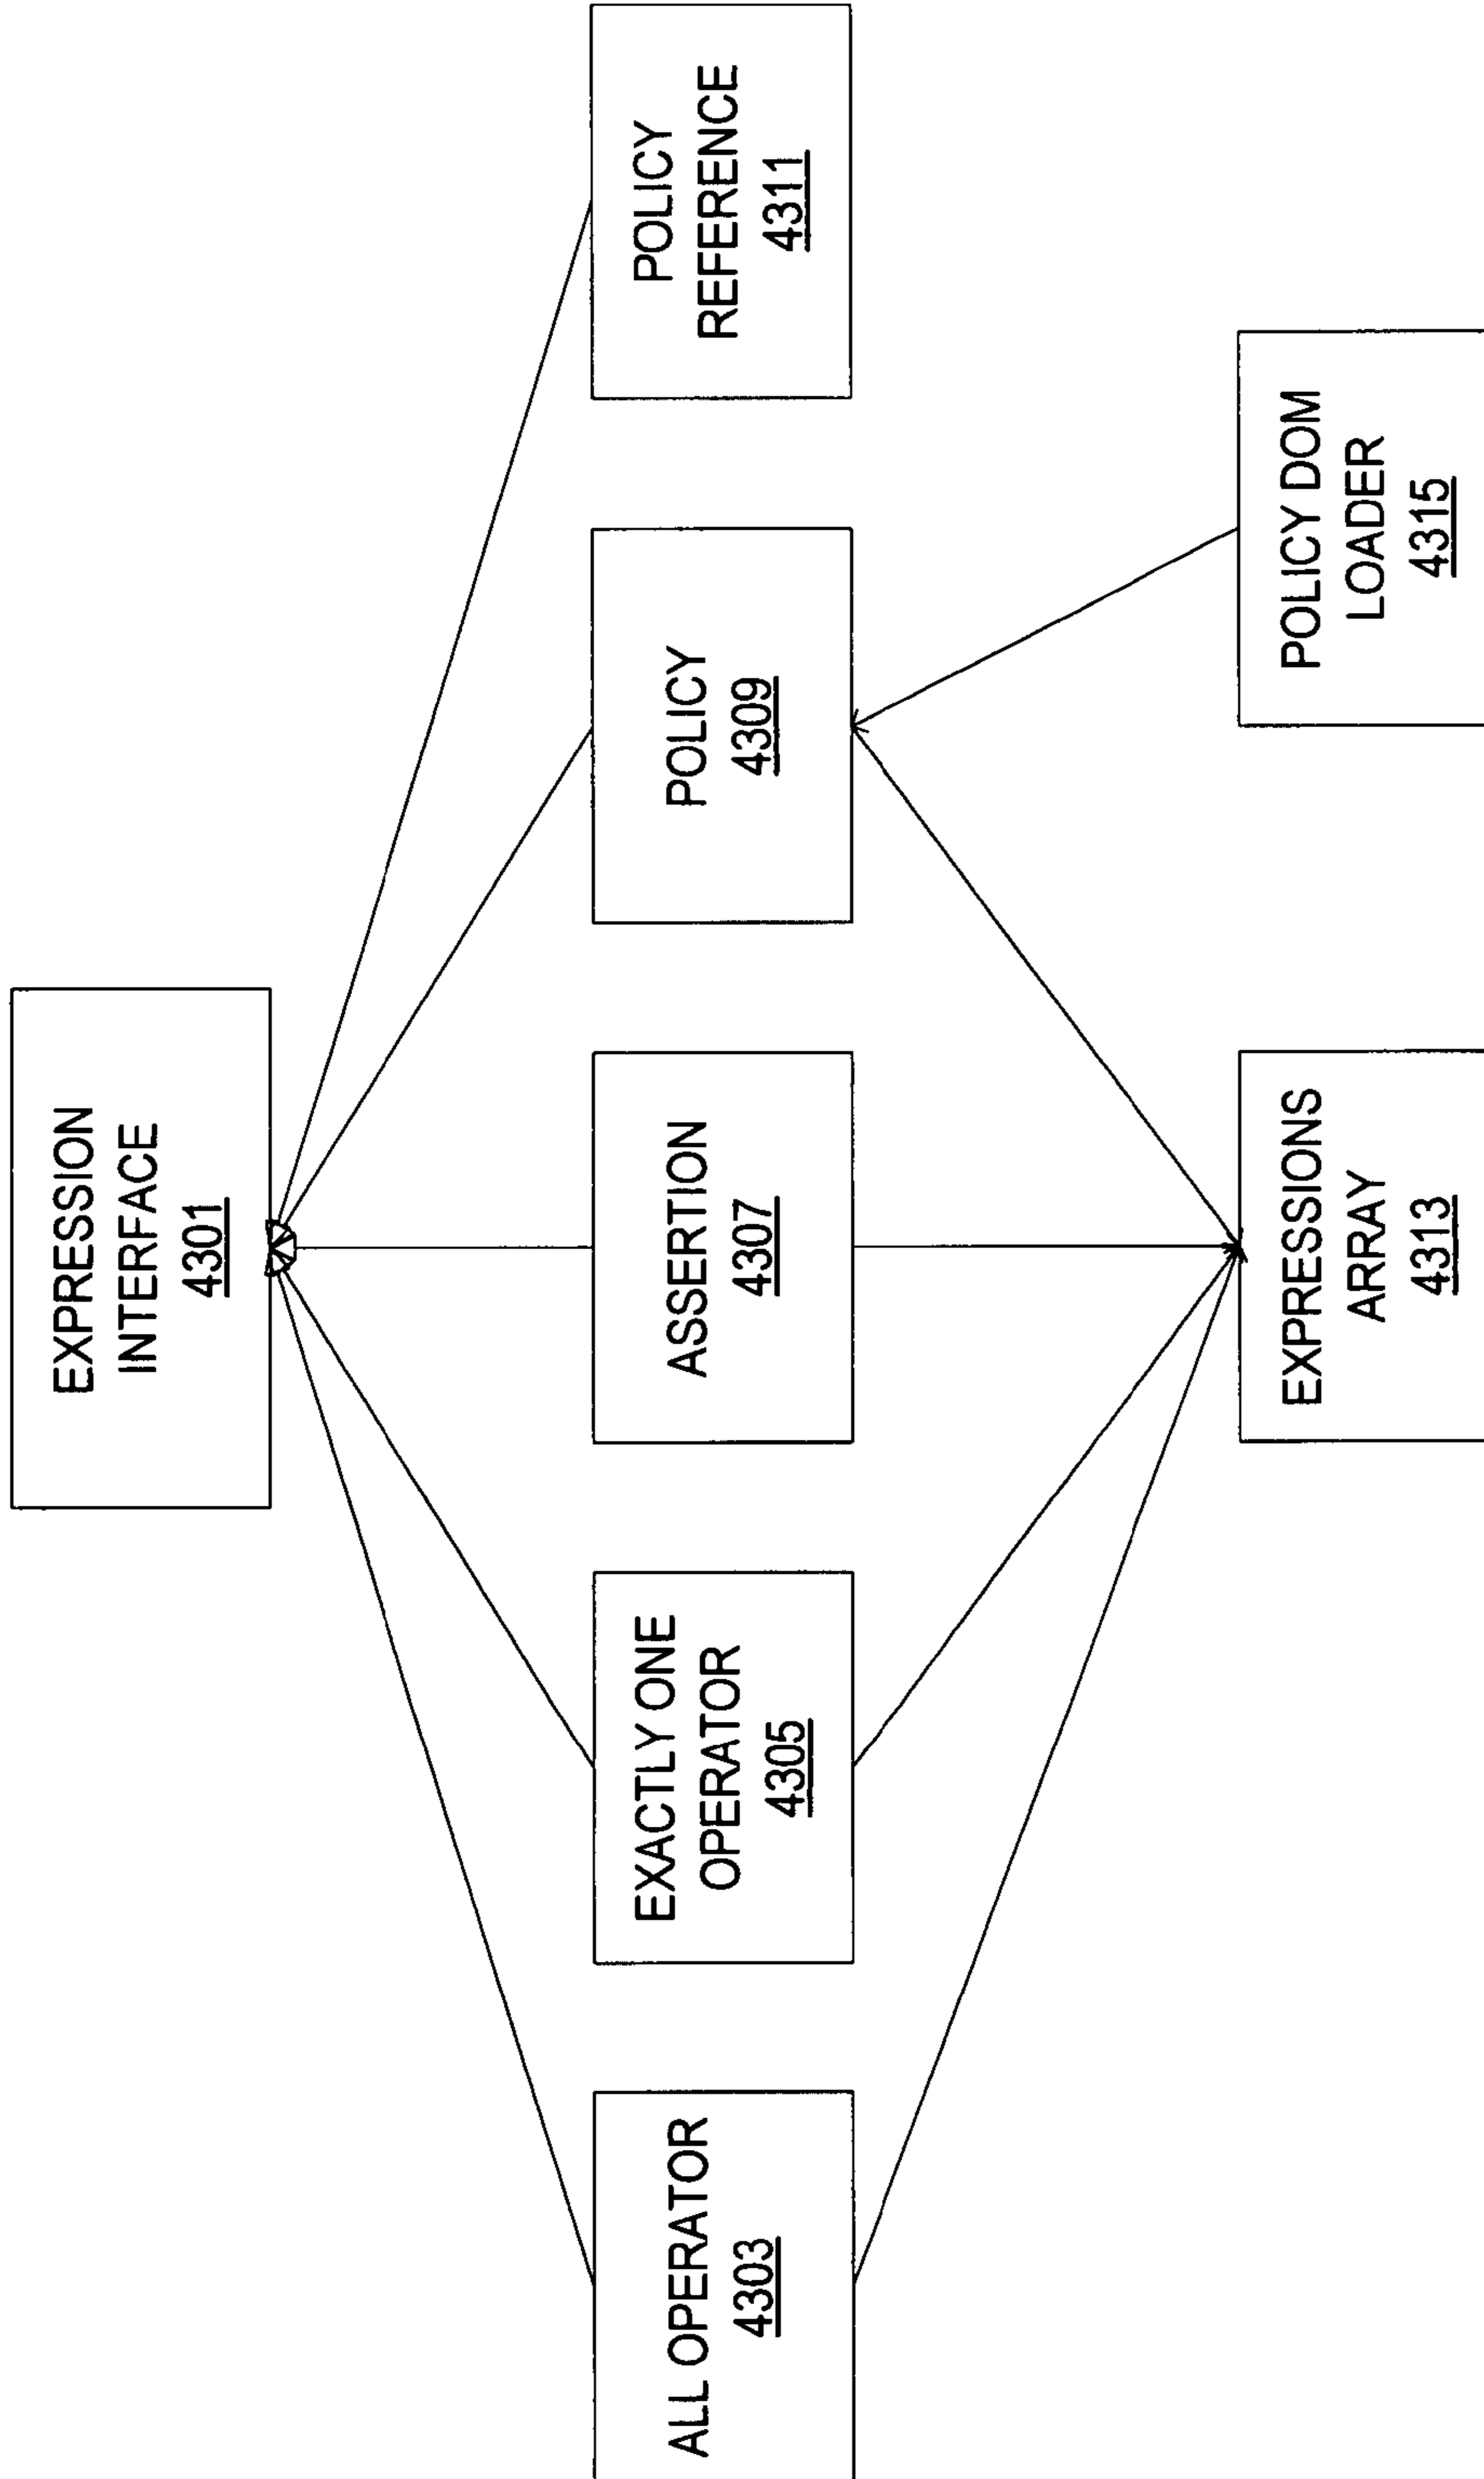 EXPRESSION
INTERFACE
4301
ALL OPERATOR
4303
EXACTLY ONE
OPERATOR
4305
ASSERTION
4307
POLICY
4309
POLICY
REFERENCE
4311
EXPRESSIONS
ARRAY
4313
POLICY DOM
LOADER
4315